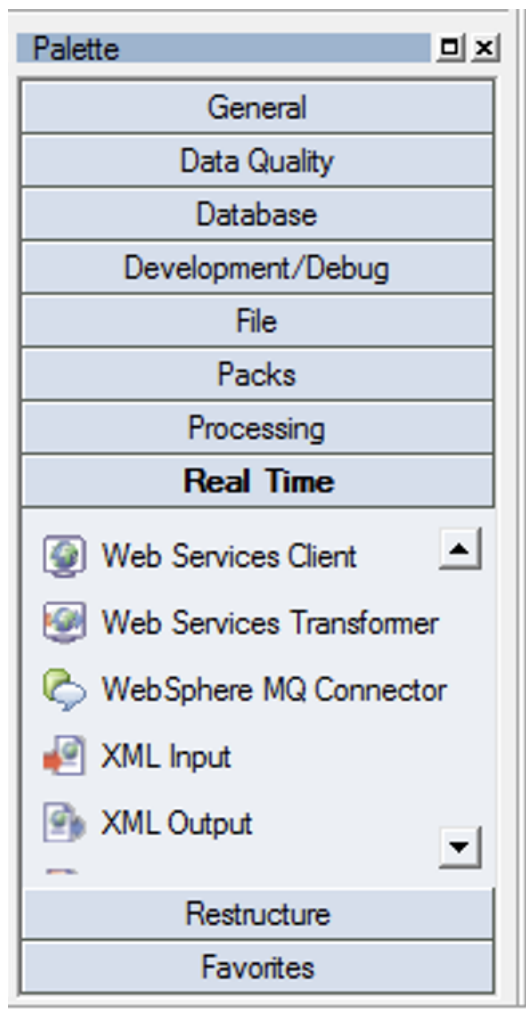 Palette
General
Data Quality
Database
Development/Debug
File
Packs
Processing
Real Time
Web Services Client
Web Services Transformer
WebSphere MQ Connector
XML Input
XML Output
Restructure
Favorites